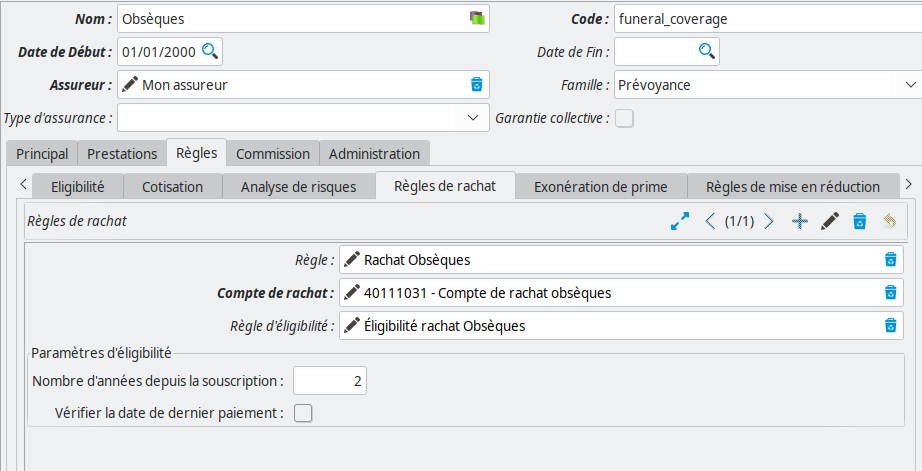 Nom : Obsèques Code : funeral_coverage
Date de Début : 01/01/2000 Date de Fin :
Assureur : Mon assureur Famille : Prévoyance
Type d'assurance : Garantie collective :
Principal Prestations Règles Commission Administration
Eligibilité Cotisation Analyse de risques Règles de rachat Exonération de prime Règles de mise en réduction
Règles de rachat (1/1)
Règle : Rachat Obsèques
Compte de rachat : 40111031 - Compte de rachat obsèques
Règle d'éligibilité : Éligibilité rachat Obsèques
Paramètres d'éligibilité
Nombre d'années depuis la souscription : 2
Vérifier la date de dernier paiement :